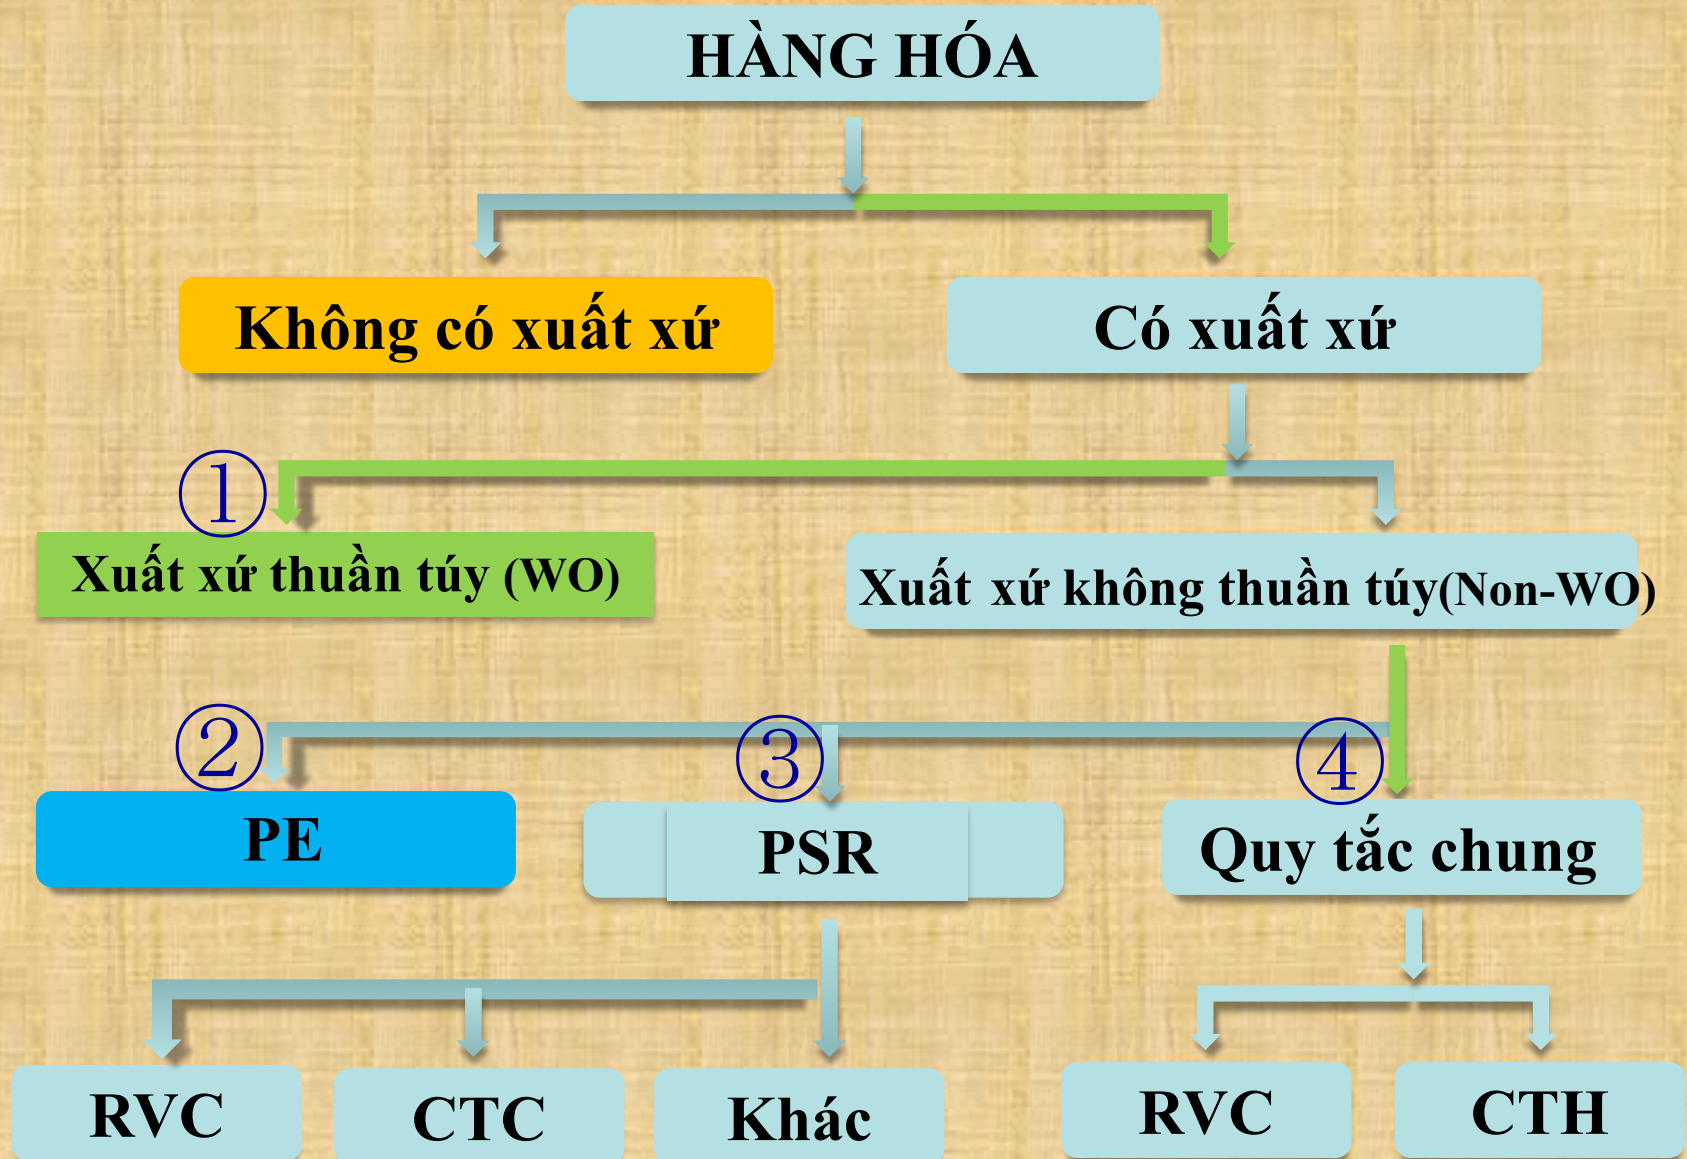 HÀNG HÓA
Không có xuất xứ
Có xuất xứ
①
Xuất xứ thuần túy (WO)
Xuất xứ không thuần túy(Non-WO)
②
③
④
PE
PSR
Quy tắc chung
RVC
CTC
Khác
RVC
CTH